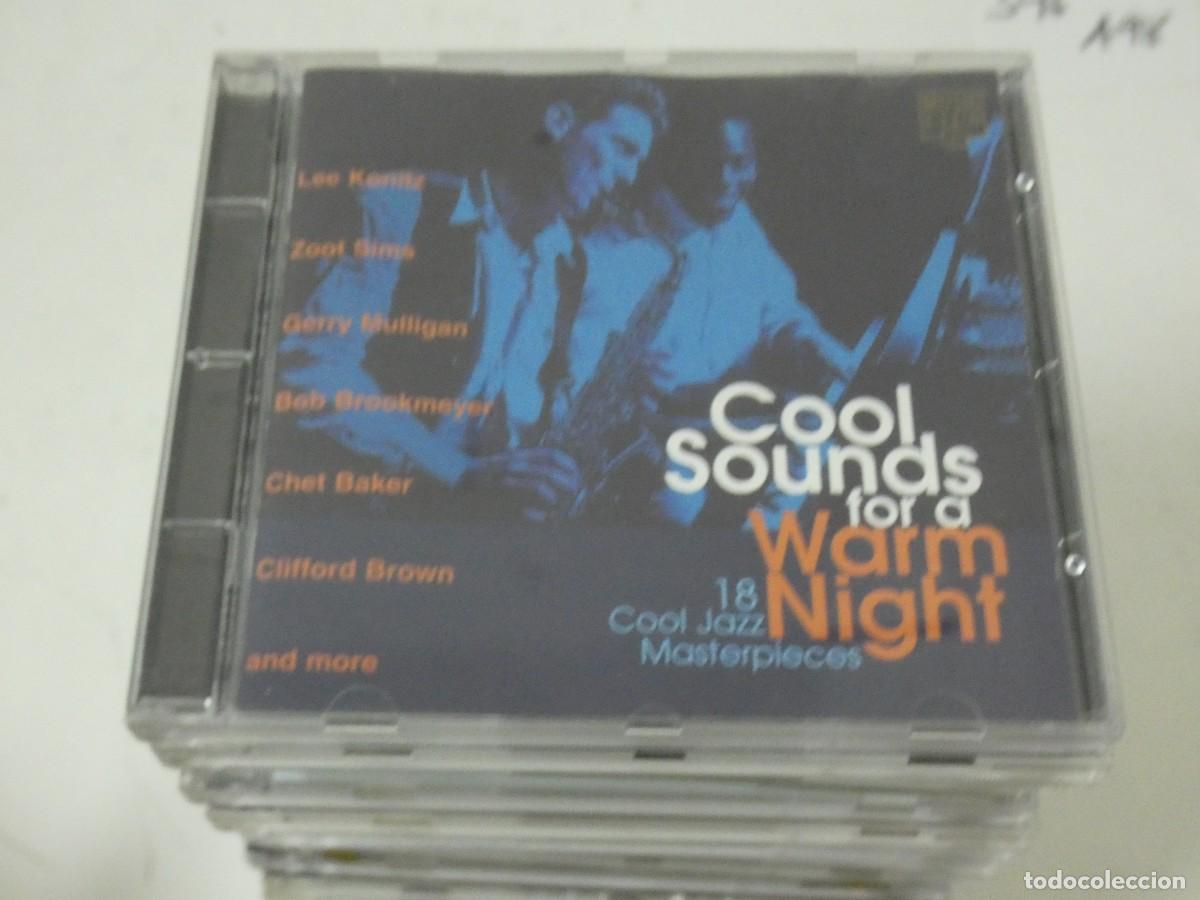 Lee Konitz
Zoot Sims
Gerry Mulligan
Bob Brookmeyer
Chet Baker
Clifford Brown
and more
Cool
Sounds
for a
Warm
Night
18
Cool Jazz
Masterpieces
todocoleccion